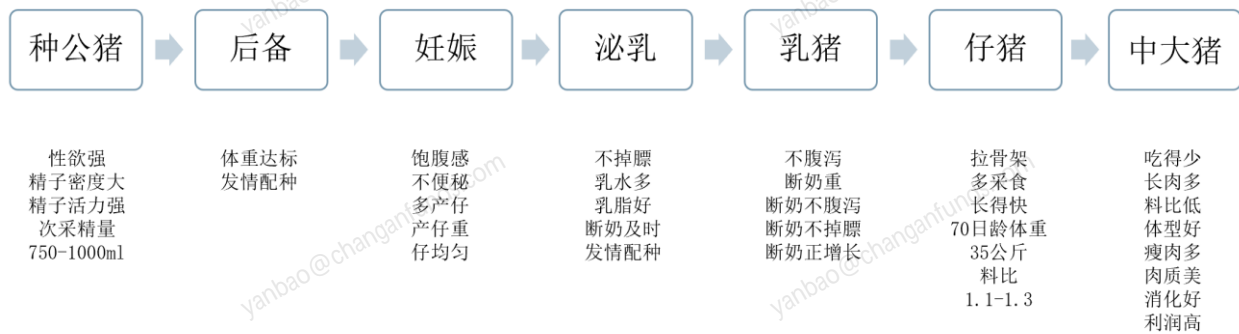 种公猪
后备
妊娠
泌乳
乳猪
仔猪
中大猪
性欲强
精子密度大
精子活力强
次采精量
750-1000ml
体重达标
发情配种
饱腹感
不便秘
多产仔
产仔重
仔均匀
不掉膘
乳水多
乳脂好
断奶及时
发情配种
不腹泻
断奶重
断奶不腹泻
断奶不掉膘
断奶正增长
拉骨架
多采食
长得快
70日龄体重
35公斤
料比
1.1-1.3
吃得少
长肉多
料比低
体型好
瘦肉多
肉质美
消化好
利润高